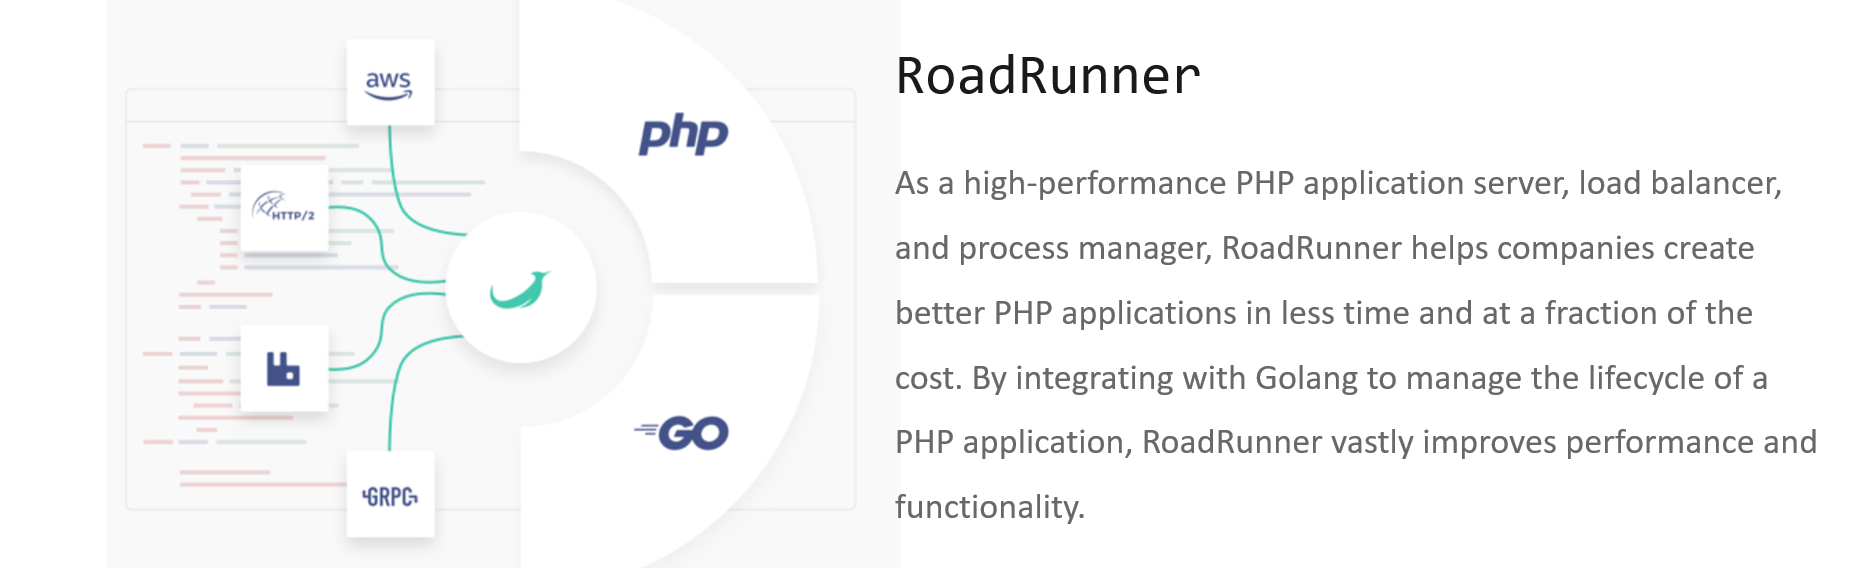 aws
HTTP/2
GRPC
php
GO
RoadRunner
As a high-performance PHP application server, load balancer,
and process manager, RoadRunner helps companies create
better PHP applications in less time and at a fraction of the
cost. By integrating with Golang to manage the lifecycle of a
PHP application, RoadRunner vastly improves performance and
functionality.